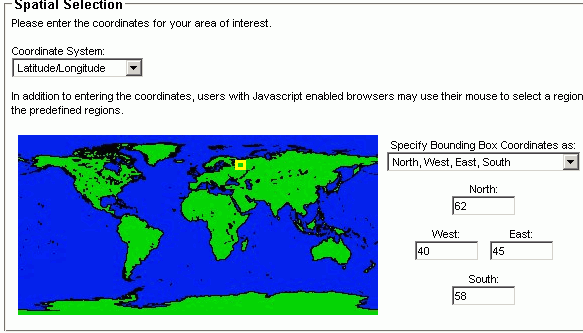 Spatial Selection
Please enter the coordinates for your area of interest.
Coordinate System:
Latitude/Longitude
In addition to entering the coordinates, users with Javascript enabled browsers may use their mouse to select a region
the predefined regions.
Specify Bounding Box Coordinates as:
North, West, East, South
North:
62
West: East:
40 45
South:
58